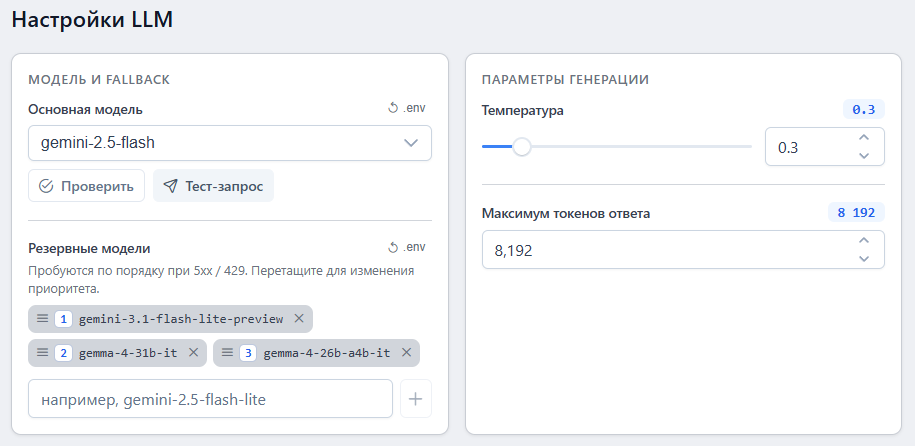 Настройки LLM
МОДЕЛЬ И FALLBACK
Основная модель
.env
gemini-2.5-flash
Проверить
Тест-запрос
Резервные модели
.env
Пробуются по порядку при 5xx / 429. Перетащите для изменения
приоритета.
1 gemini-3.1-flash-lite-preview
2 gemma-4-31b-it
3 gemma-4-26b-a4b-it
например, gemini-2.5-flash-lite
ПАРАМЕТРЫ ГЕНЕРАЦИИ
Температура
0.3
0.3
Максимум токенов ответа
8 192
8,192